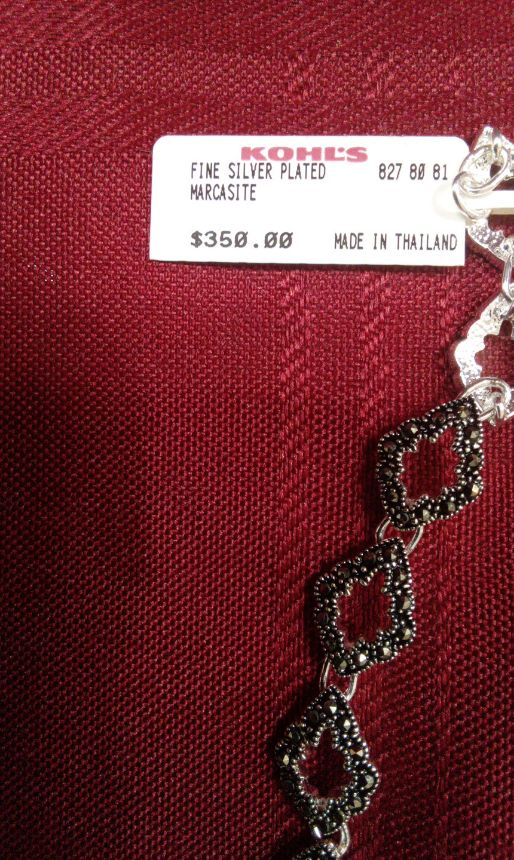 KOHL'S
FINE SILVER PLATED 827 80 81
MARCASITE
$350.00 MADE IN THAILAND